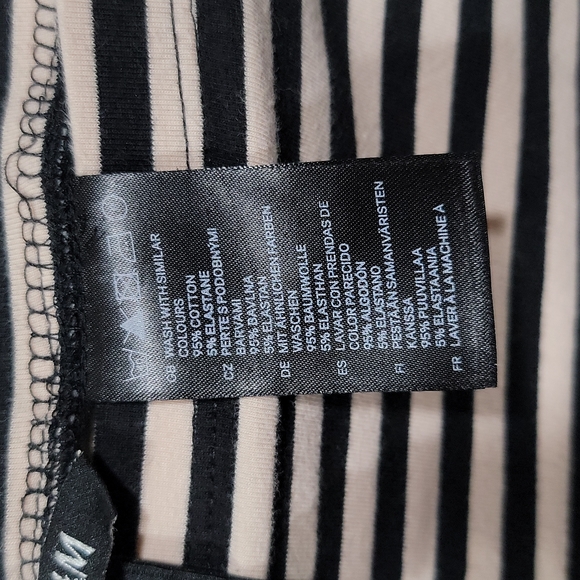 GB WASH WITH SIMILAR
COLOURS
95% COTTON
5% ELASTANE
CZ PERTE S PODOBNÝMI
BARVAMI
95% BAVLNA
5% ELASTAN
DE MIT ÄHNLICHEN FARBEN
WASCHEN
95% BAUMWOLLE
5% ELASTHAN
ES LAVAR CON PRENDAS DE
COLOR PARECIDO
95% ALGODÓN
5% ELASTANO
FI PESTÄÄN SAMANVÄRISTEN
KANSSA
95% PUUVILLAA
5% ELASTAANIA
FR LAVER À LA MACHINE À